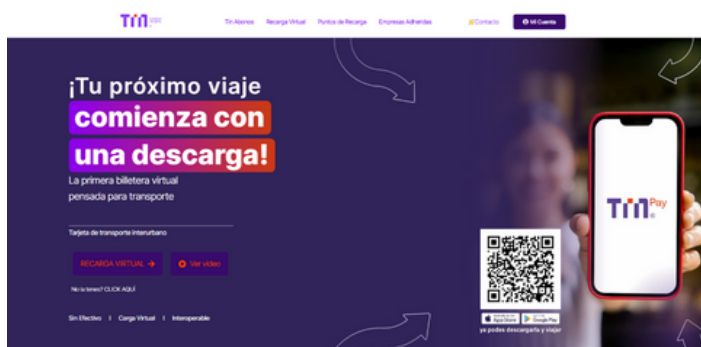 Tin
Tin Abonos Recarga Virtual Puntos de Recarga Empresas Adheridas Contacto Mi Cuenta
¡Tu próximo viaje
comienza con
una descarga!
La primera billetera virtual
pensada para transporte
Tarjeta de transporte interurbano
RECARGA VIRTUAL → Ver video
No la tenes? CLICK AQUÍ
Sin Efectivo I Carga Virtual I Interoperable
Tin Pay
App Store Google Play
ya podes descargarla y viajar